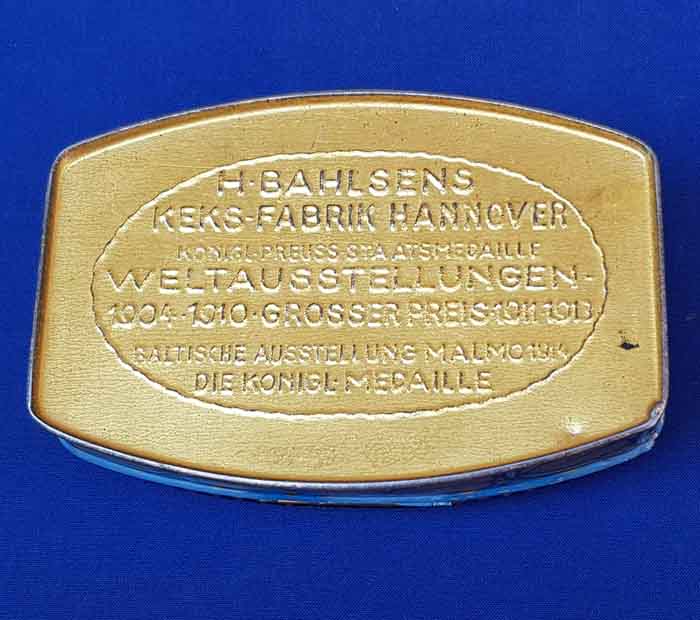 H·BAHLSENS
KEKS-FABRIK HANNOVER
KÖNIGL·PREUSS·STAATSMEDAILLE
WELTAUSSTELLUNGEN-
1904·1910·GROSSER PREIS·1911·1913
BALTISCHE AUSSTELLUNG MALMÖ 1914
DIE KÖNIGL·MEDAILLE